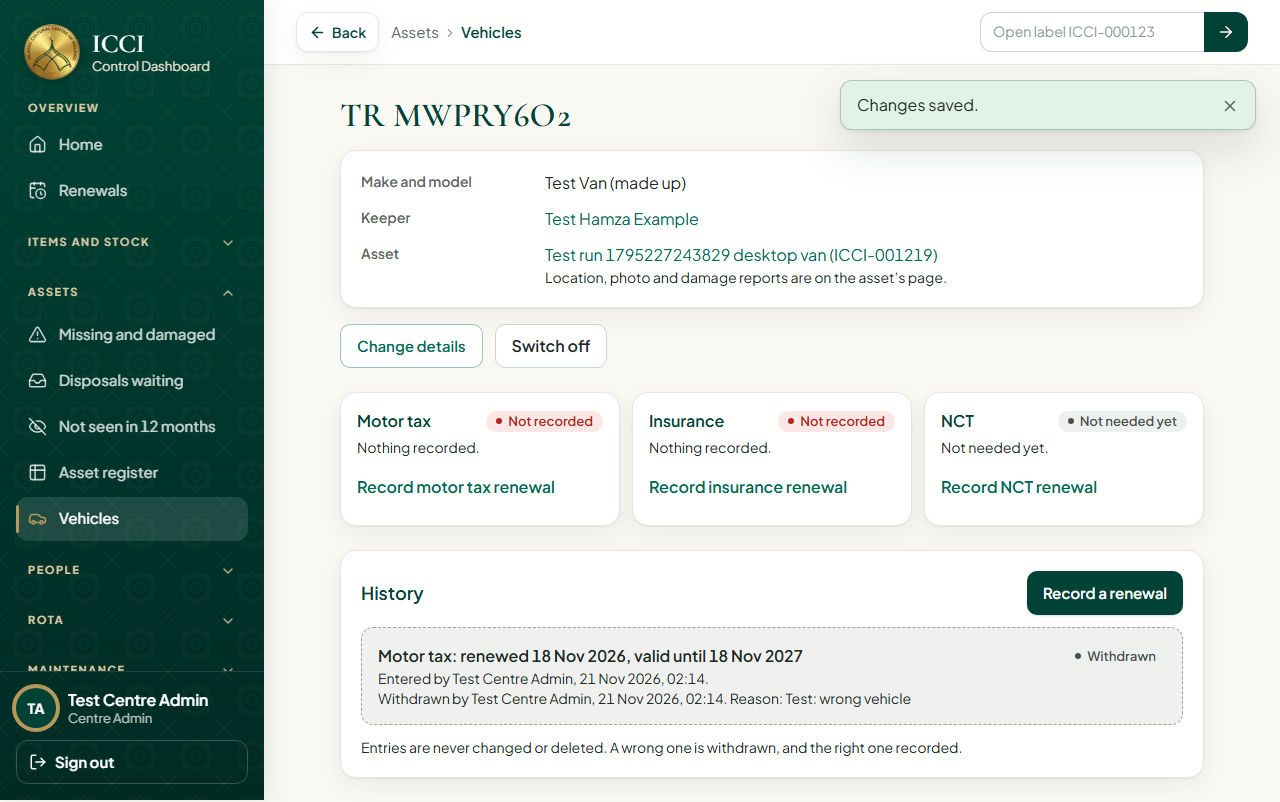 ICCI
Control Dashboard
OVERVIEW
Home
Renewals
ITEMS AND STOCK
ASSETS
Missing and damaged
Disposals waiting
Not seen in 12 months
Asset register
Vehicles
PEOPLE
ROTA
MAINTENANCE
TA
Test Centre Admin
Centre Admin
Sign out
Back
Assets
Vehicles
Open label ICCI-000123
Changes saved.
TR MWPRY6O2
Make and model
Test Van (made up)
Keeper
Test Hamza Example
Asset
Test run 1795227243829 desktop van (ICCI-001219)
Location, photo and damage reports are on the asset's page.
Change details
Switch off
Motor tax
Not recorded
Nothing recorded.
Record motor tax renewal
Insurance
Not recorded
Nothing recorded.
Record insurance renewal
NCT
Not needed yet
Not needed yet.
Record NCT renewal
History
Record a renewal
Motor tax: renewed 18 Nov 2026, valid until 18 Nov 2027
Withdrawn
Entered by Test Centre Admin, 21 Nov 2026, 02:14.
Withdrawn by Test Centre Admin, 21 Nov 2026, 02:14. Reason: Test: wrong vehicle
Entries are never changed or deleted. A wrong one is withdrawn, and the right one recorded.